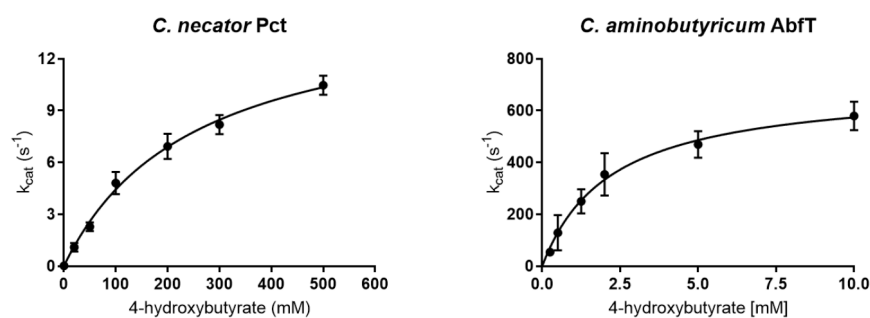 C. necator Pct
12
9
6
3
0
kcat (s-1)
0 100 200 300 400 500 600
4-hydroxybutyrate (mM)
C. aminobutyricum AbfT
800
600
400
200
0
kcat (s-1)
0.0 2.5 5.0 7.5 10.0
4-hydroxybutyrate [mM]